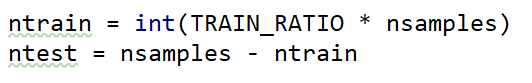 ntrain = int(TRAIN_RATIO * nsamples)
ntest = nsamples - ntrain